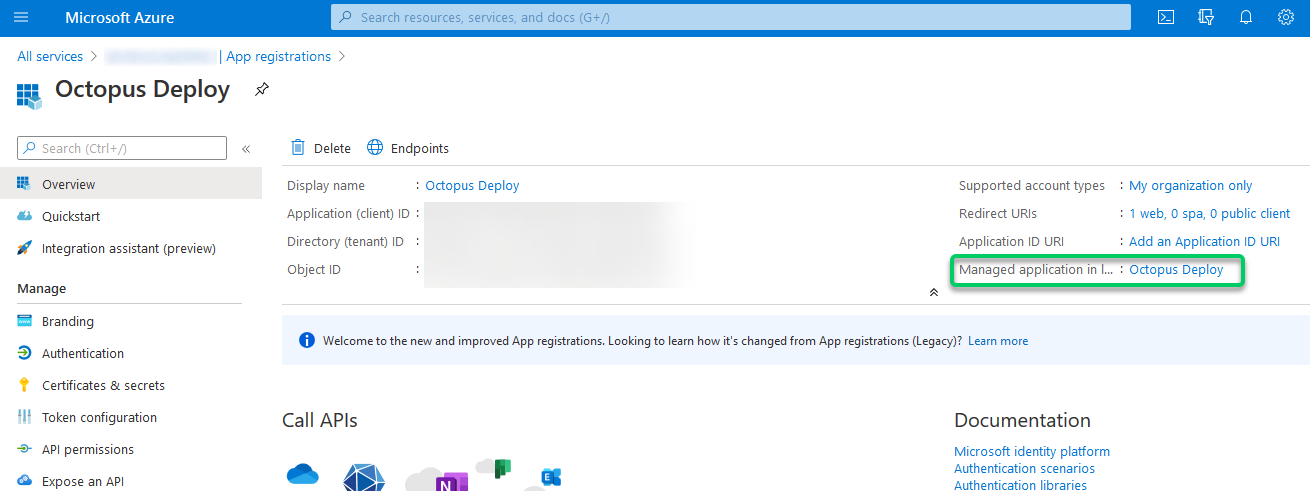 Microsoft Azure
Search resources, services, and docs (G+/)
All services > | App registrations >
Octopus Deploy
Search (Ctrl+/)
«
Overview
Quickstart
Integration assistant (preview)
Manage
Branding
Authentication
Certificates & secrets
Token configuration
API permissions
Expose an API
Delete
Endpoints
Display name : Octopus Deploy
Application (client) ID :
Directory (tenant) ID :
Object ID :
Supported account types : My organization only
Redirect URIs : 1 web, 0 spa, 0 public client
Application ID URI : Add an Application ID URI
Managed application in l... : Octopus Deploy
Welcome to the new and improved App registrations. Looking to learn how it's changed from App registrations (Legacy)? Learn more
Call APIs
N
E
Documentation
Microsoft identity platform
Authentication scenarios
Authentication libraries